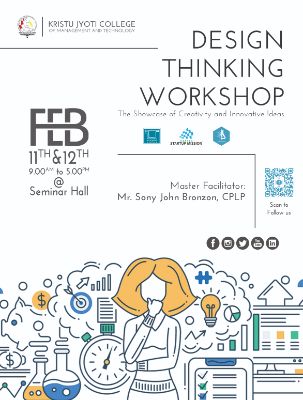 KRISTU JYOTI COLLEGE
OF MANAGEMENT AND TECHNOLOGY
DESIGN
THINKING
WORKSHOP
The Showcase of Creativity and Innovative Ideas
STARTUP MISSION
FEB
11TH & 12TH
9.00AM to 5.00PM
@
Seminar Hall
Master Facilitator:
Mr. Sony John Bronzon, CPLP
Scan to
Follow us